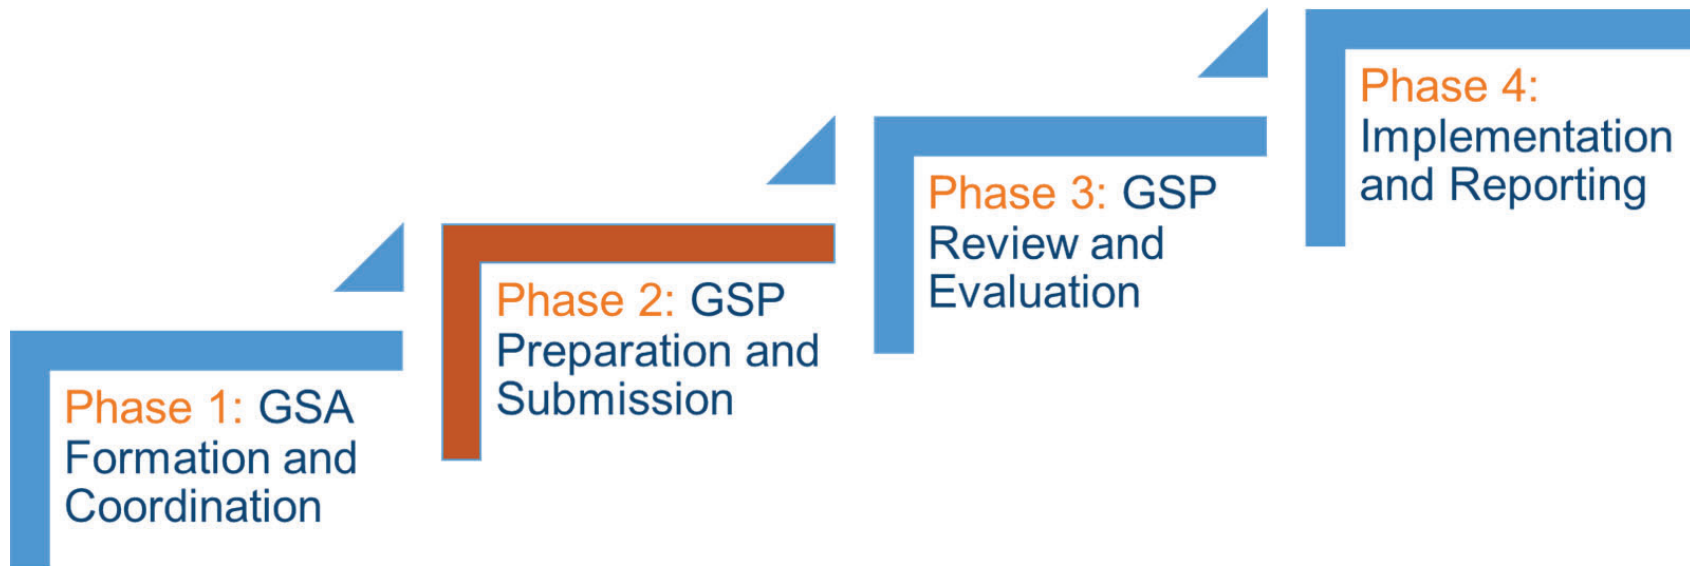 Phase 1: GSA
Formation and
Coordination
Phase 2: GSP
Preparation and
Submission
Phase 3: GSP
Review and
Evaluation
Phase 4:
Implementation
and Reporting